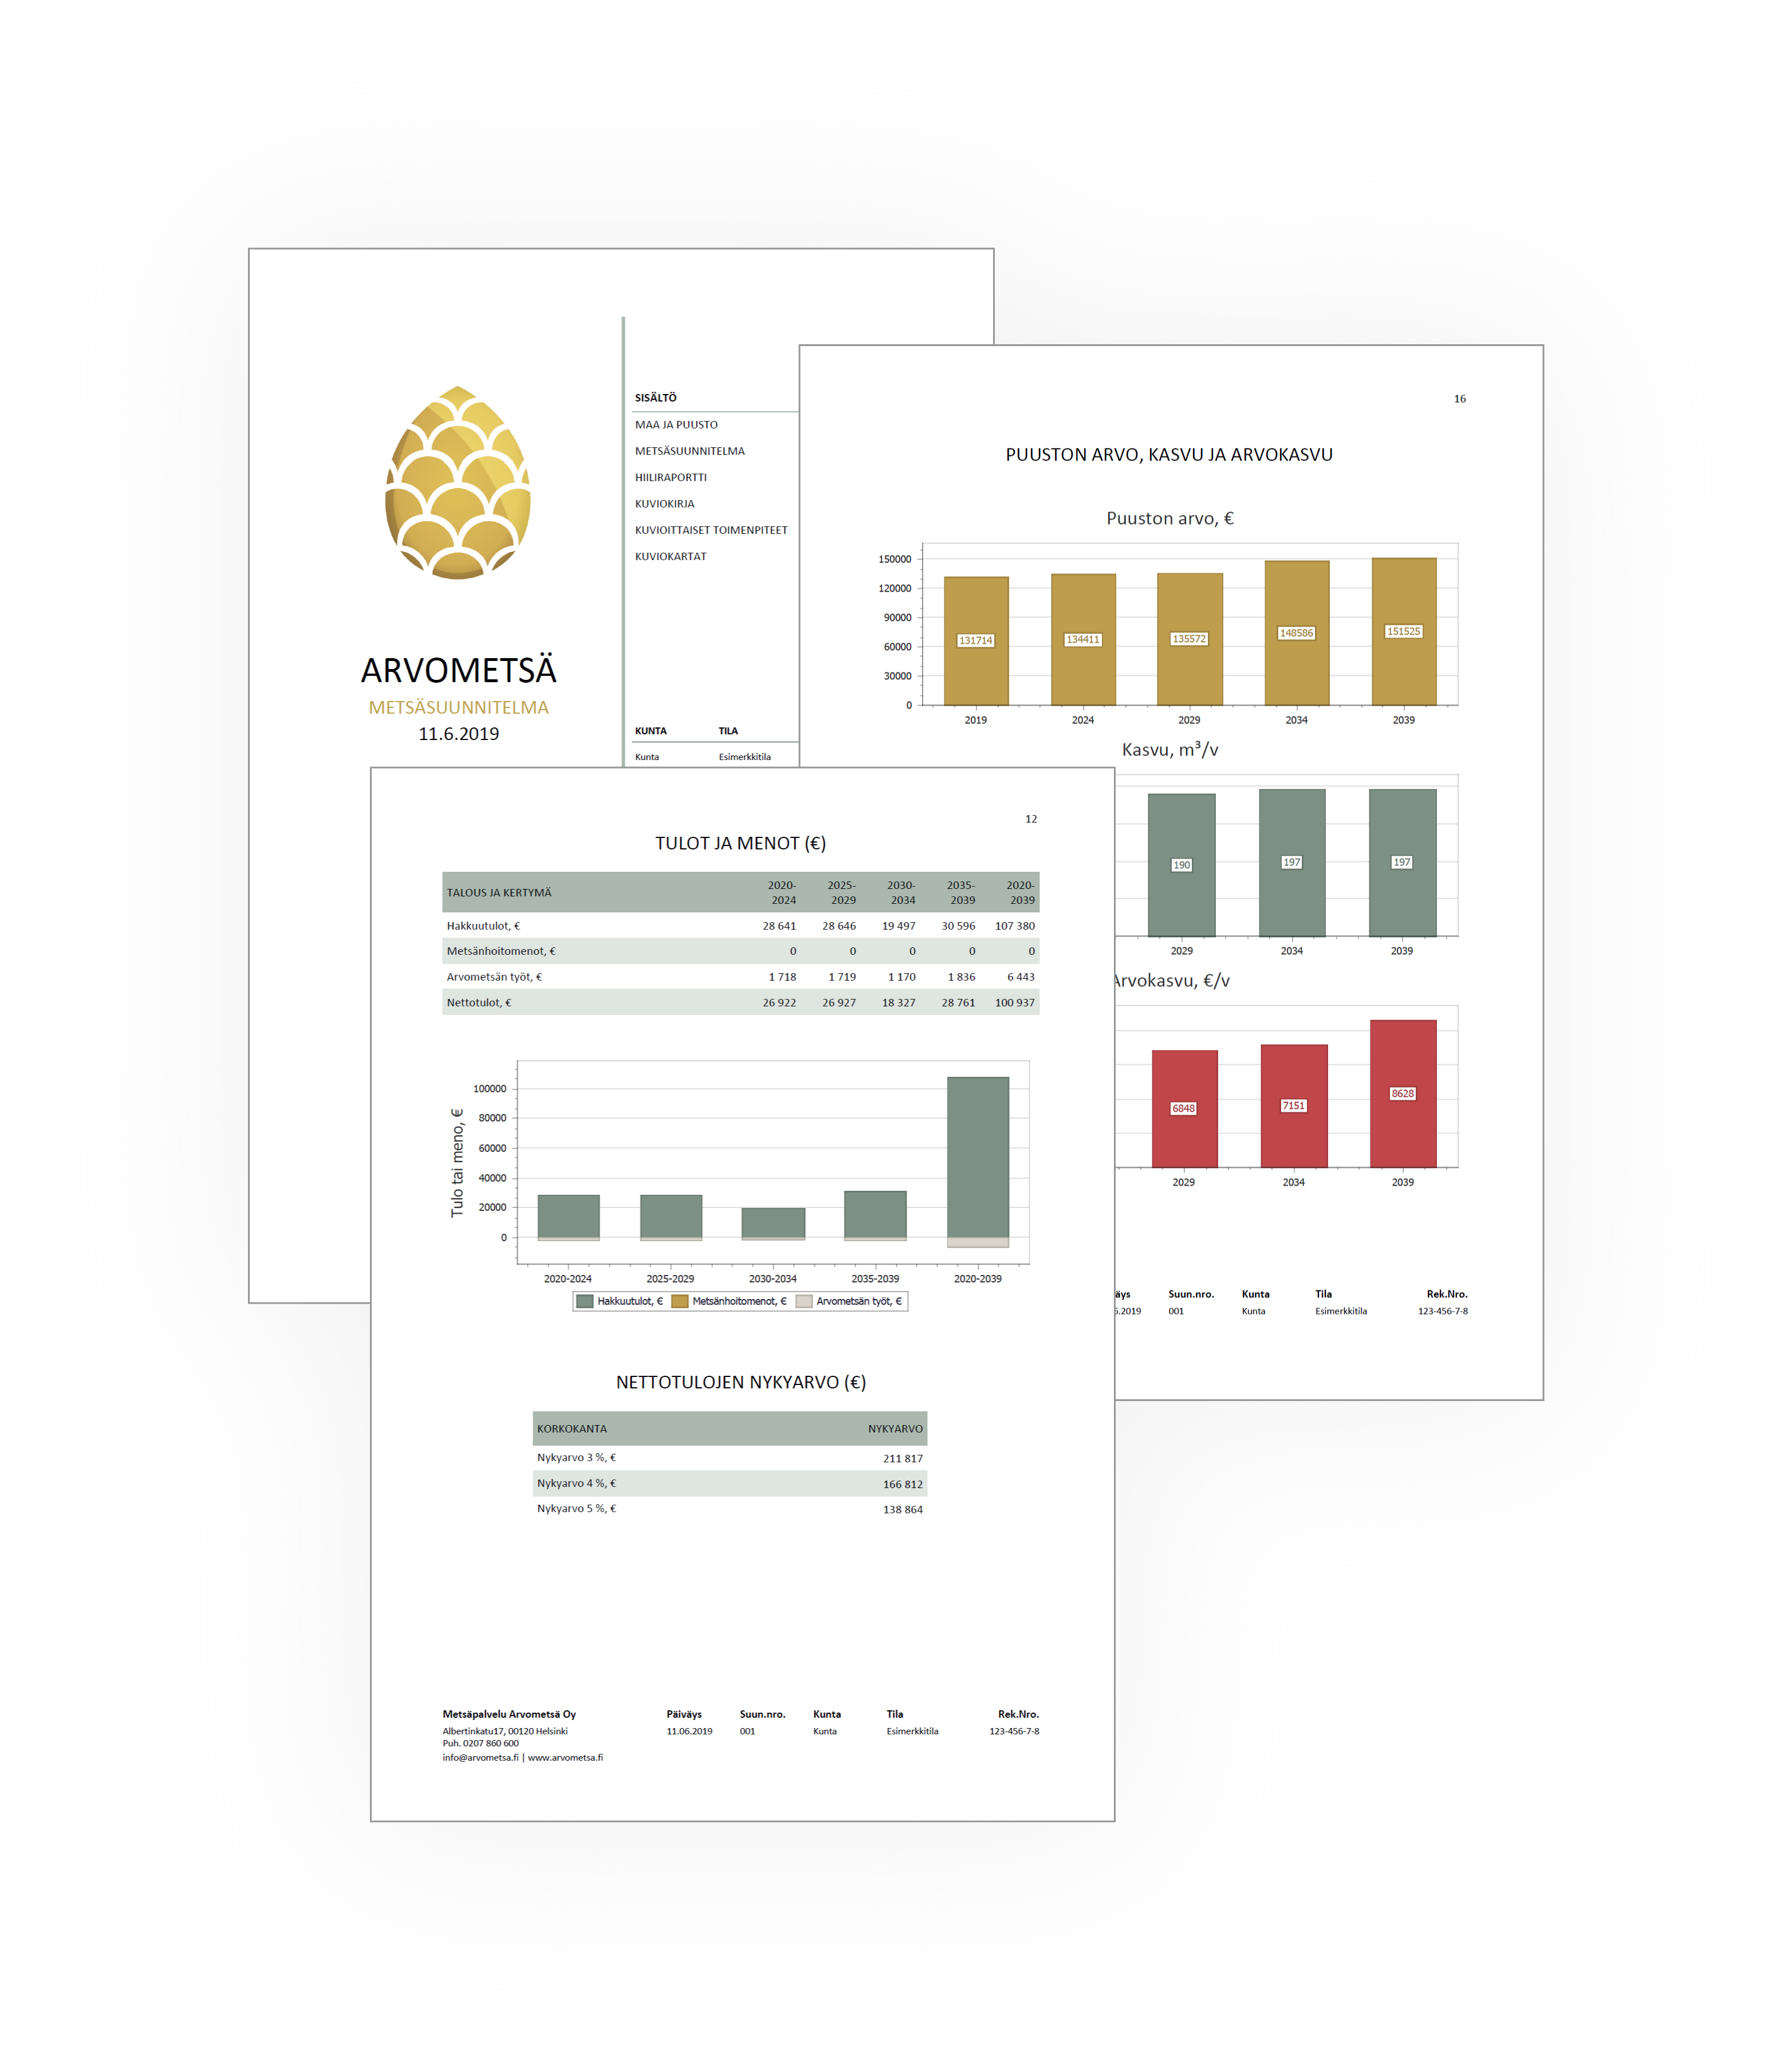 ARVOMETSÄ
METSÄSUUNNITELMA
11.6.2019
SISÄLTÖ
MAA JA PUUSTO
METSÄSUUNNITELMA
HIILIRAPORTTI
KUVIOKIRJA
KUVIOITTAISET TOIMENPITEET
KUVIOKARTAT
KUNTA TILA
Kunta Esimerkkitila
16
PUUSTON ARVO, KASVU JA ARVOKASVU
Puuston arvo, €
150000
120000
90000
60000
30000
0
131714 134411 135572 148586 151525
2019 2024 2029 2034 2039
Kasvu, m³/v
190 197 197
2029 2034 2039
Arvokasvu, €/v
6848 7151 8628
2029 2034 2039
Suun.nro. Kunta Tila Rek.Nro.
001 Kunta Esimerkkitila 123-456-7-8
12
TULOT JA MENOT (€)
TALOUS JA KERTYMÄ 2020-2024 2025-2029 2030-2034 2035-2039 2020-2039
Hakkuutulot, € 28 641 28 646 19 497 30 596 107 380
Metsänhoitomenot, € 0 0 0 0 0
Arvometsän työt, € 1 718 1 719 1 170 1 836 6 443
Nettotulot, € 26 922 26 927 18 327 28 761 100 937
Tulo tai meno, €
100000
80000
60000
40000
20000
0
2020-2024 2025-2029 2030-2034 2035-2039 2020-2039
Hakkuutulot, € Metsänhoitomenot, € Arvometsän työt, €
NETTOTULOJEN NYKYARVO (€)
KORKOKANTA NYKYARVO
Nykyarvo 3 %, € 211 817
Nykyarvo 4 %, € 166 812
Nykyarvo 5 %, € 138 864
Metsäpalvelu Arvometsä Oy Päiväys Suun.nro. Kunta Tila Rek.Nro.
Albertinkatu17, 00120 Helsinki 11.06.2019 001 Kunta Esimerkkitila 123-456-7-8
Puh. 0207 860 600
info@arvometsa.fi | www.arvometsa.fi